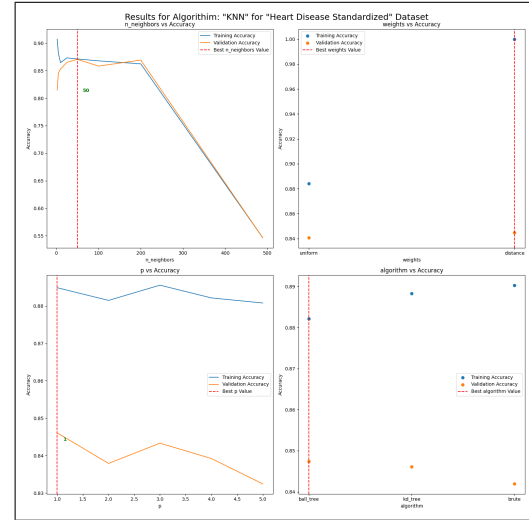 Results for Algorithim: "KNN" for "Heart Disease Standardized" Dataset
n_neighbors vs Accuracy
Accuracy
0.90
0.85
0.80
0.75
0.70
0.65
0.60
0.55
Training Accuracy
Validation Accuracy
Best n_neighbors Value
50
0
100
200
300
400
500
n_neighbors
weights vs Accuracy
Accuracy
1.00
0.98
0.96
0.94
0.92
0.90
0.88
0.86
0.84
Training Accuracy
Validation Accuracy
Best weights Value
uniform
distance
weights
p vs Accuracy
Accuracy
0.88
0.87
0.86
0.85
0.84
0.83
Training Accuracy
Validation Accuracy
Best p Value
1
1.0
1.5
2.0
2.5
3.0
3.5
4.0
4.5
5.0
p
algorithm vs Accuracy
Accuracy
0.89
0.88
0.87
0.86
0.85
0.84
Training Accuracy
Validation Accuracy
Best algorithm Value
ball_tree
kd_tree
brute
algorithm